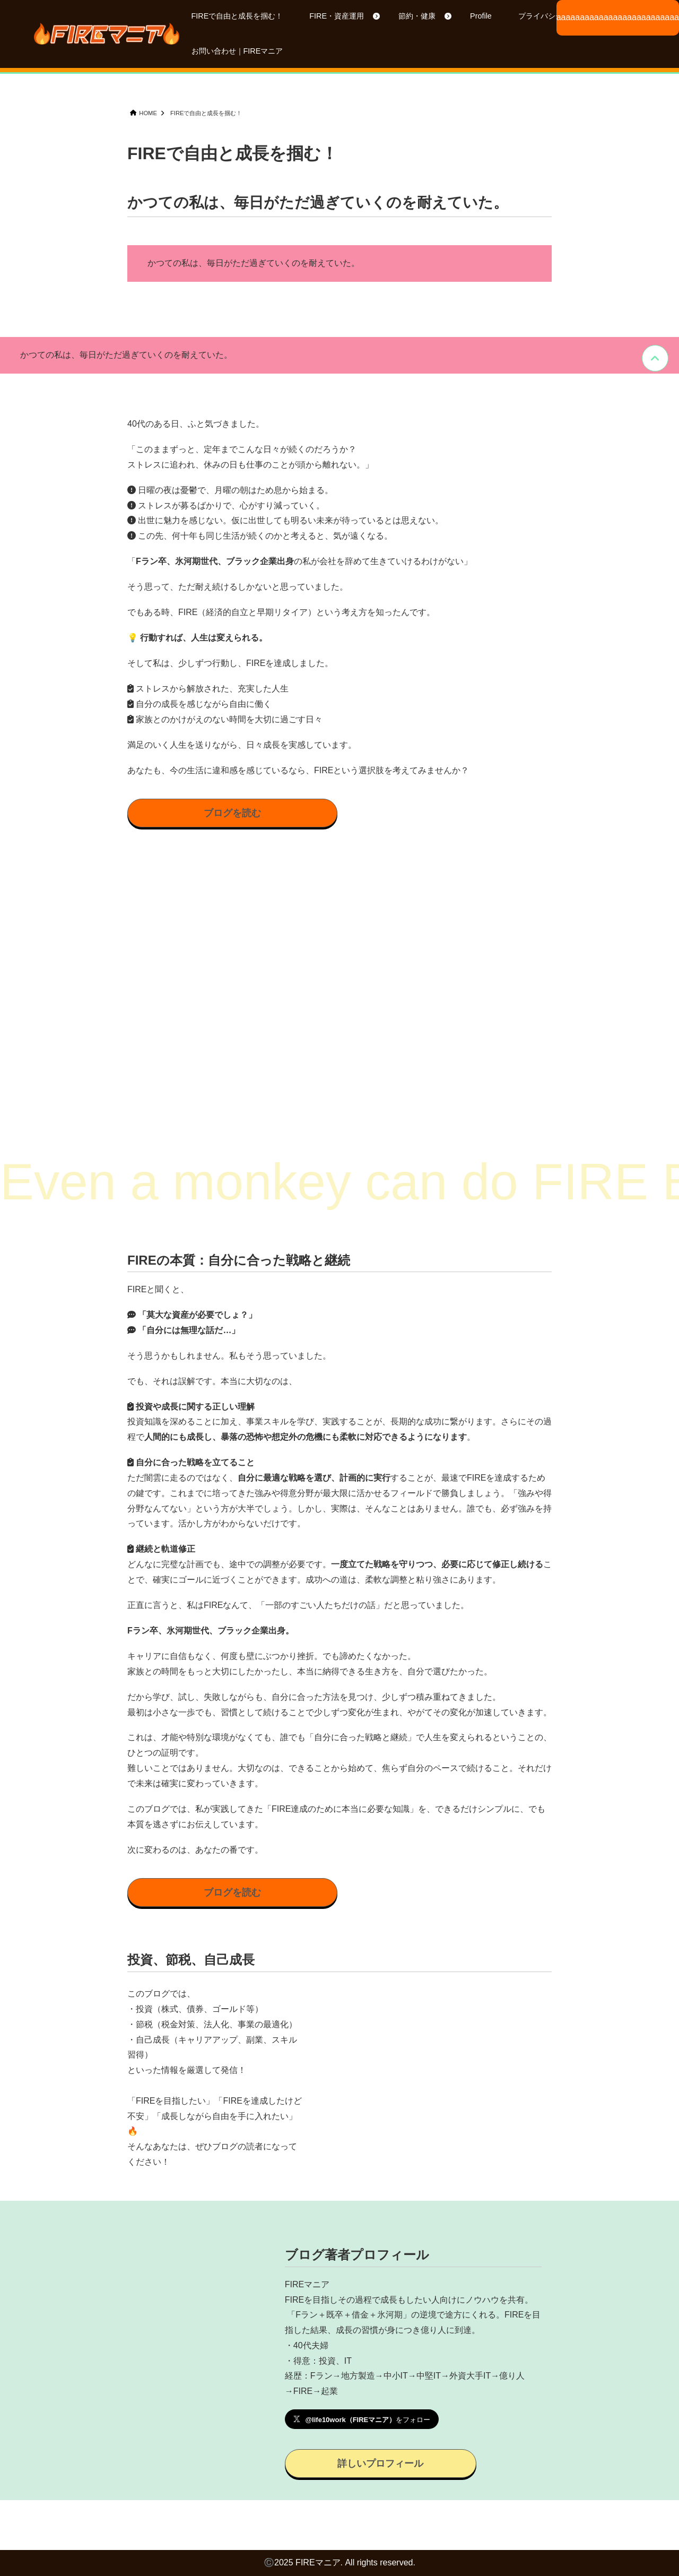 🔥FIREマニア🔥
FIREで自由と成長を掴む！
FIRE・資産運用
節約・健康
Profile
プライバシ
aaaaaaaaaaaaaaaaaaaaaaaaaa
お問い合わせ｜FIREマニア
HOME
FIREで自由と成長を掴む！
FIREで自由と成長を掴む！
かつての私は、毎日がただ過ぎていくのを耐えていた。
かつての私は、毎日がただ過ぎていくのを耐えていた。
かつての私は、毎日がただ過ぎていくのを耐えていた。
40代のある日、ふと気づきました。
「このままずっと、定年までこんな日々が続くのだろうか？
ストレスに追われ、休みの日も仕事のことが頭から離れない。」
日曜の夜は憂鬱で、月曜の朝はため息から始まる。
ストレスが募るばかりで、心がすり減っていく。
出世に魅力を感じない。仮に出世しても明るい未来が待っているとは思えない。
この先、何十年も同じ生活が続くのかと考えると、気が遠くなる。
「Fラン卒、氷河期世代、ブラック企業出身の私が会社を辞めて生きていけるわけがない」
そう思って、ただ耐え続けるしかないと思っていました。
でもある時、FIRE（経済的自立と早期リタイア）という考え方を知ったんです。
💡 行動すれば、人生は変えられる。
そして私は、少しずつ行動し、FIREを達成しました。
ストレスから解放された、充実した人生
自分の成長を感じながら自由に働く
家族とのかけがえのない時間を大切に過ごす日々
満足のいく人生を送りながら、日々成長を実感しています。
あなたも、今の生活に違和感を感じているなら、FIREという選択肢を考えてみませんか？
ブログを読む
Even a monkey can do FIRE E
FIREの本質：自分に合った戦略と継続
FIREと聞くと、
「莫大な資産が必要でしょ？」
「自分には無理な話だ…」
そう思うかもしれません。私もそう思っていました。
でも、それは誤解です。本当に大切なのは、
投資や成長に関する正しい理解
投資知識を深めることに加え、事業スキルを学び、実践することが、長期的な成功に繋がります。さらにその過
程で人間的にも成長し、暴落の恐怖や想定外の危機にも柔軟に対応できるようになります。
自分に合った戦略を立てること
ただ闇雲に走るのではなく、自分に最適な戦略を選び、計画的に実行することが、最速でFIREを達成するため
の鍵です。これまでに培ってきた強みや得意分野が最大限に活かせるフィールドで勝負しましょう。「強みや得
分野なんてない」という方が大半でしょう。しかし、実際は、そんなことはありません。誰でも、必ず強みを持
っています。活かし方がわからないだけです。
継続と軌道修正
どんなに完璧な計画でも、途中での調整が必要です。一度立てた戦略を守りつつ、必要に応じて修正し続けるこ
とで、確実にゴールに近づくことができます。成功への道は、柔軟な調整と粘り強さにあります。
正直に言うと、私はFIREなんて、「一部のすごい人たちだけの話」だと思っていました。
Fラン卒、氷河期世代、ブラック企業出身。
キャリアに自信もなく、何度も壁にぶつかり挫折。でも諦めたくなかった。
家族との時間をもっと大切にしたかったし、本当に納得できる生き方を、自分で選びたかった。
だから学び、試し、失敗しながらも、自分に合った方法を見つけ、少しずつ積み重ねてきました。
最初は小さな一歩でも、習慣として続けることで少しずつ変化が生まれ、やがてその変化が加速していきます。
これは、才能や特別な環境がなくても、誰でも「自分に合った戦略と継続」で人生を変えられるということの、
ひとつの証明です。
難しいことではありません。大切なのは、できることから始めて、焦らず自分のペースで続けること。それだけ
で未来は確実に変わっていきます。
このブログでは、私が実践してきた「FIRE達成のために本当に必要な知識」を、できるだけシンプルに、でも
本質を逃さずにお伝えしています。
次に変わるのは、あなたの番です。
ブログを読む
投資、節税、自己成長
このブログでは、
・投資（株式、債券、ゴールド等）
・節税（税金対策、法人化、事業の最適化）
・自己成長（キャリアアップ、副業、スキル
習得）
といった情報を厳選して発信！
「FIREを目指したい」「FIREを達成したけど
不安」「成長しながら自由を手に入れたい」
🔥
そんなあなたは、ぜひブログの読者になって
ください！
ブログ著者プロフィール
FIREマニア
FIREを目指しその過程で成長もしたい人向けにノウハウを共有。
「Fラン＋既卒＋借金＋氷河期」の逆境で途方にくれる。FIREを目
指した結果、成長の習慣が身につき億り人に到達。
・40代夫婦
・得意：投資、IT
経歴：Fラン→地方製造→中小IT→中堅IT→外資大手IT→億り人
→FIRE→起業
𝕏 @life10work（FIREマニア）をフォロー
詳しいプロフィール
Ⓒ2025 FIREマニア. All rights reserved.